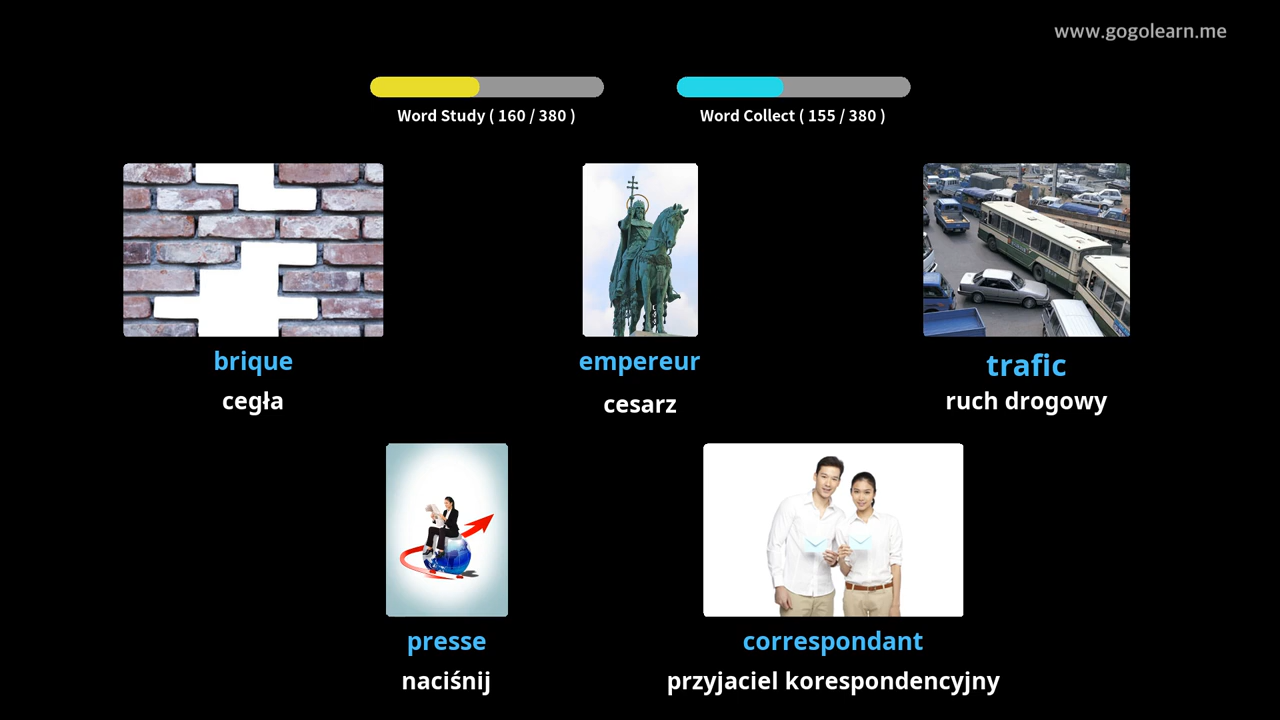 www.gogolearn.me
Word Study ( 160 / 380 )
Word Collect ( 155 / 380 )
brique
empereur
trafic
cegła
cesarz
ruch drogowy
presse
correspondant
naciśnij
przyjaciel korespondencyjny